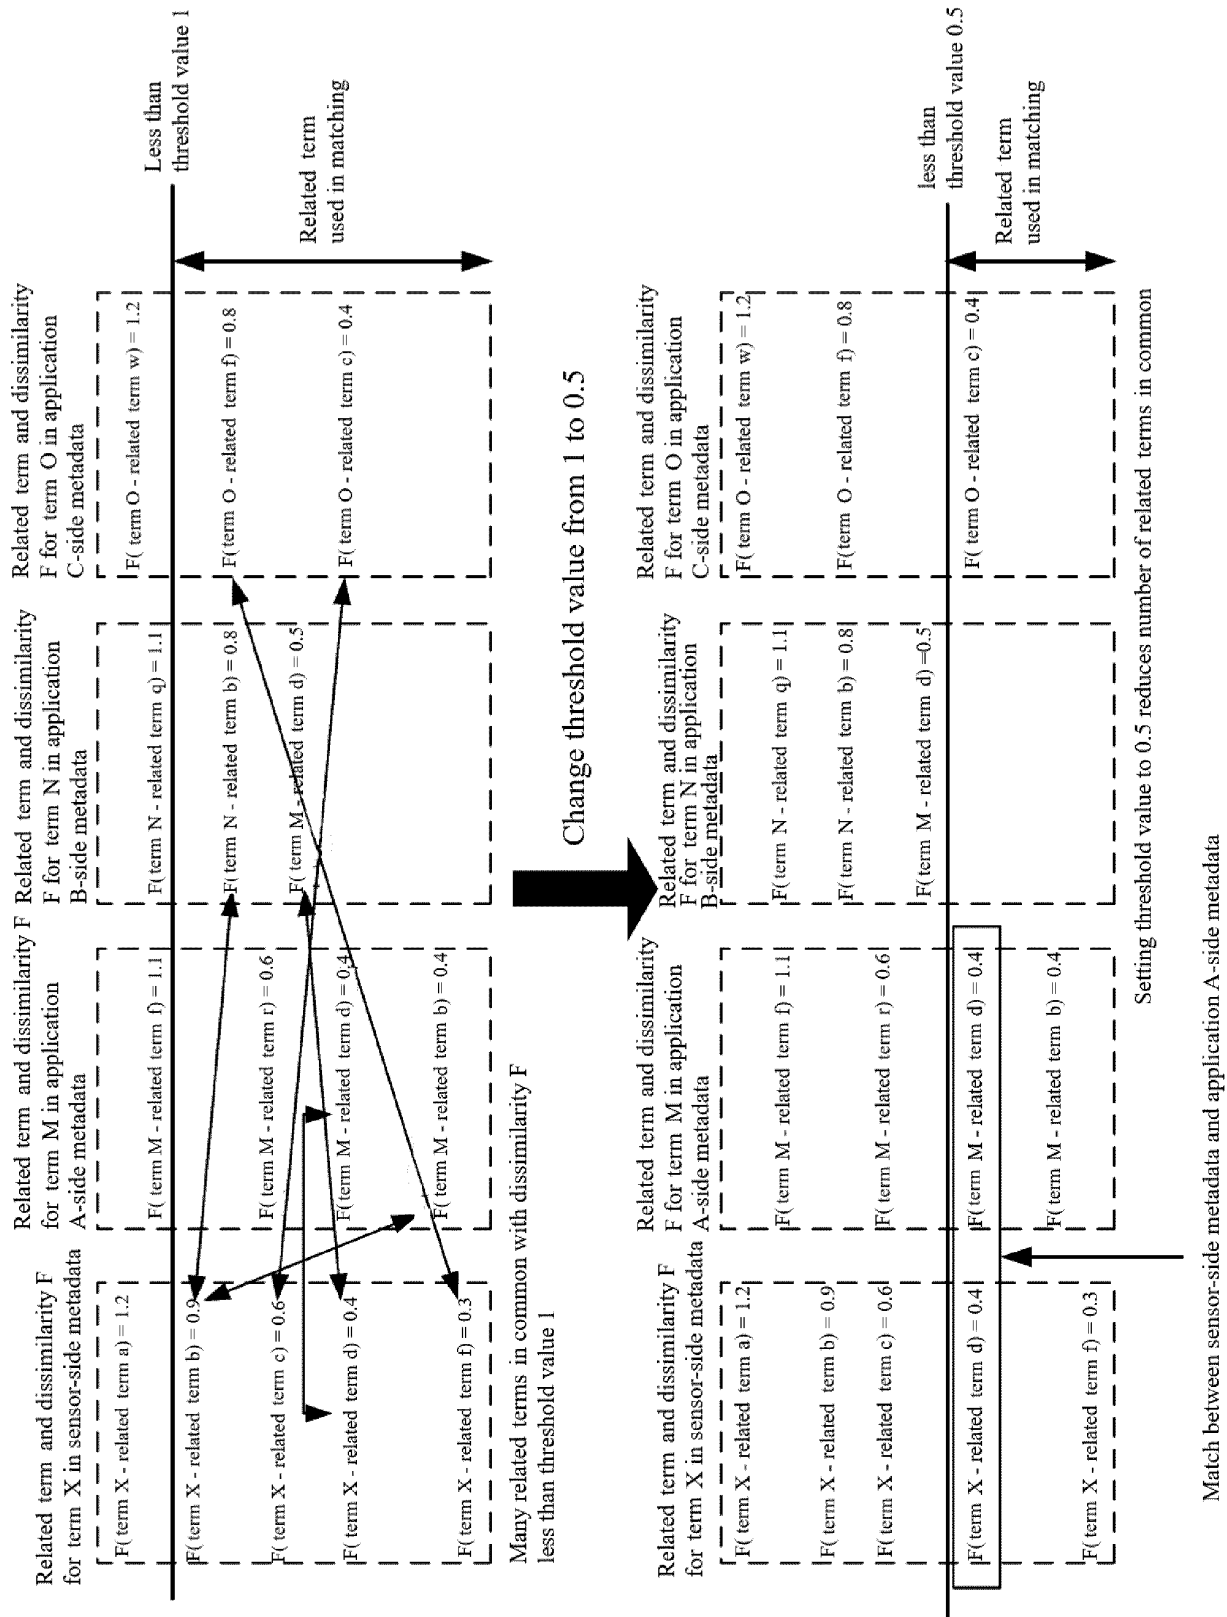 Related term and dissimilarity F
for term X in sensor-side metadata
F(term X - related term a) = 1.2
F(term X - related term b) = 0.9
F(term X - related term c) = 0.6
F(term X - related term d) = 0.4
F(term X - related term f) = 0.3
Related term and dissimilarity F
for term M in application
A-side metadata
F(term M - related term f) = 1.1
F(term M - related term r) = 0.6
F(term M - related term d) = 0.4
F(term M - related term b) = 0.4
Related term and dissimilarity
F for term N in application
B-side metadata
F(term N - related term q) = 1.1
F(term N - related term b) = 0.8
F(term M - related term d) = 0.5
Related term and dissimilarity
F for term O in application
C-side metadata
F( term O - related term w) = 1.2
F(term O - related term f) = 0.8
F( term O - related term c) = 0.4
Less than
threshold value 1
Related term
used in matching
Many related terms in common with dissimilarity F
less than threshold value 1
Change threshold value from 1 to 0.5
Related term and dissimilarity F
for term X in sensor-side metadata
F(term X - related term a) = 1.2
F(term X - related term b) = 0.9
F(term X - related term c) = 0.6
F(term X - related term d) = 0.4
F(term X - related term f) = 0.3
Related term and dissimilarity
F for term M in application
A-side metadata
F(term M - related term f) = 1.1
F(term M - related term r) = 0.6
F(term M - related term d) = 0.4
F(term M - related term b) = 0.4
Related term and dissimilarity
F for term N in application
B-side metadata
F(term N - related term q) = 1.1
F(term N - related term b) = 0.8
F(term M - related term d) =0.5
Related term and dissimilarity
F for term O in application
C-side metadata
F( term O - related term w) = 1.2
F(term O - related term f) = 0.8
F( term O - related term c) = 0.4
less than
threshold value 0.5
Related term
used in matching
Setting threshold value to 0.5 reduces number of related terms in common
Match between sensor-side metadata and application A-side metadata